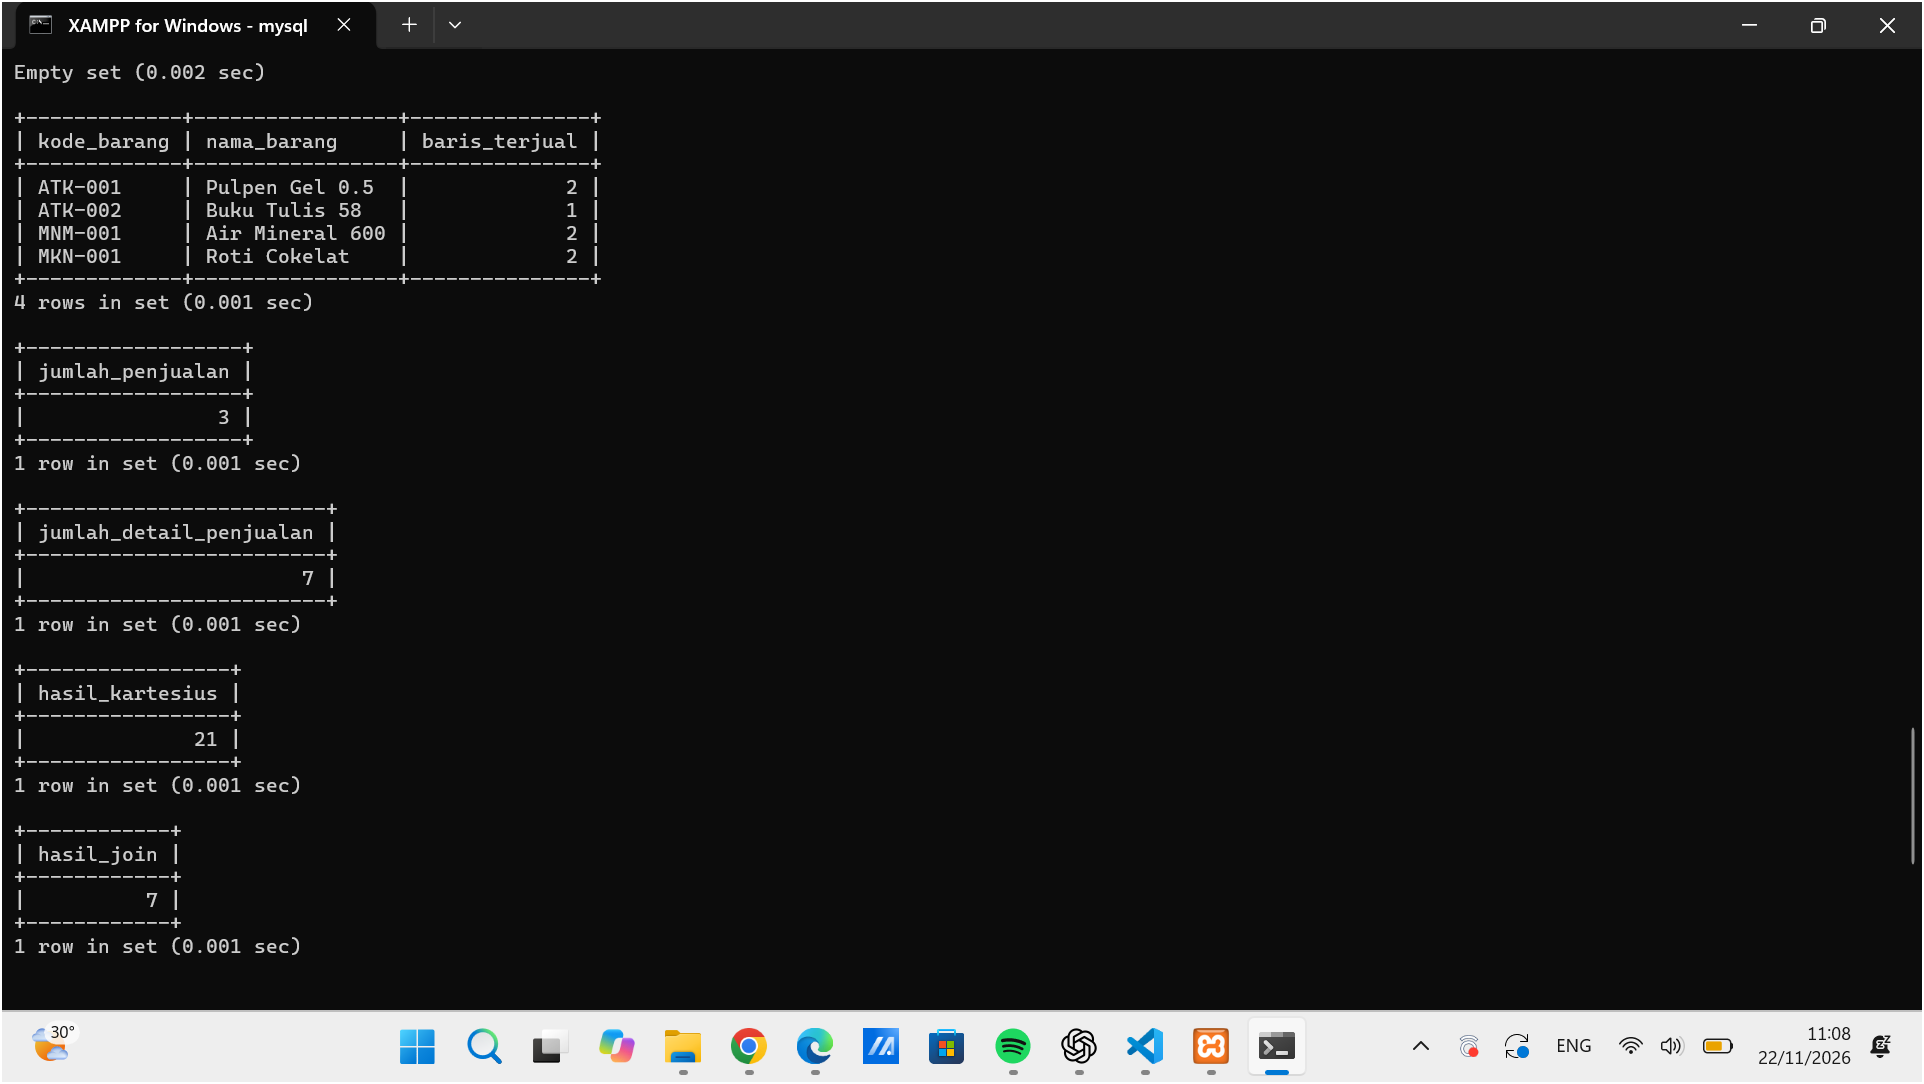 XAMPP for Windows - mysql
Empty set (0.002 sec)
+-------------+-----------------+---------------+
| kode_barang | nama_barang     | baris_terjual |
+-------------+-----------------+---------------+
| ATK-001     | Pulpen Gel 0.5  |             2 |
| ATK-002     | Buku Tulis 58   |             1 |
| MNM-001     | Air Mineral 600 |             2 |
| MKN-001     | Roti Cokelat    |             2 |
+-------------+-----------------+---------------+
4 rows in set (0.001 sec)
+------------------+
| jumlah_penjualan |
+------------------+
|                3 |
+------------------+
1 row in set (0.001 sec)
+-------------------------+
| jumlah_detail_penjualan |
+-------------------------+
|                       7 |
+-------------------------+
1 row in set (0.001 sec)
+-----------------+
| hasil_kartesius |
+-----------------+
|              21 |
+-----------------+
1 row in set (0.001 sec)
+------------+
| hasil_join |
+------------+
|          7 |
+------------+
1 row in set (0.001 sec)
30°
ENG
11:08
22/11/2026